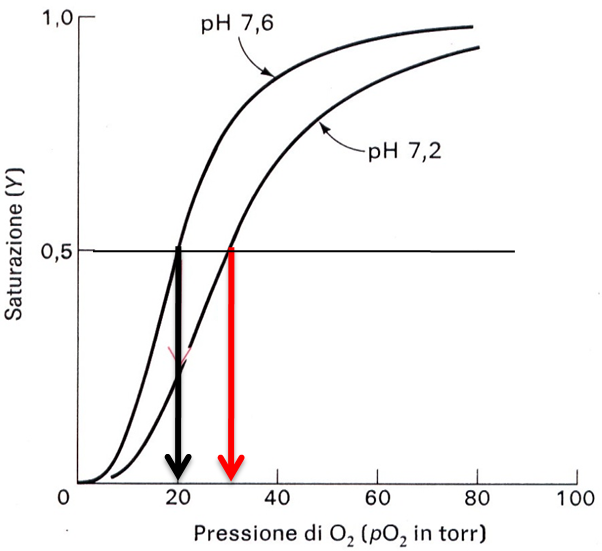 1,0
pH 7,6
pH 7,2
Saturazione (Y)
0,5
0
20
40
60
80
100
Pressione di O₂ (pO₂ in torr)